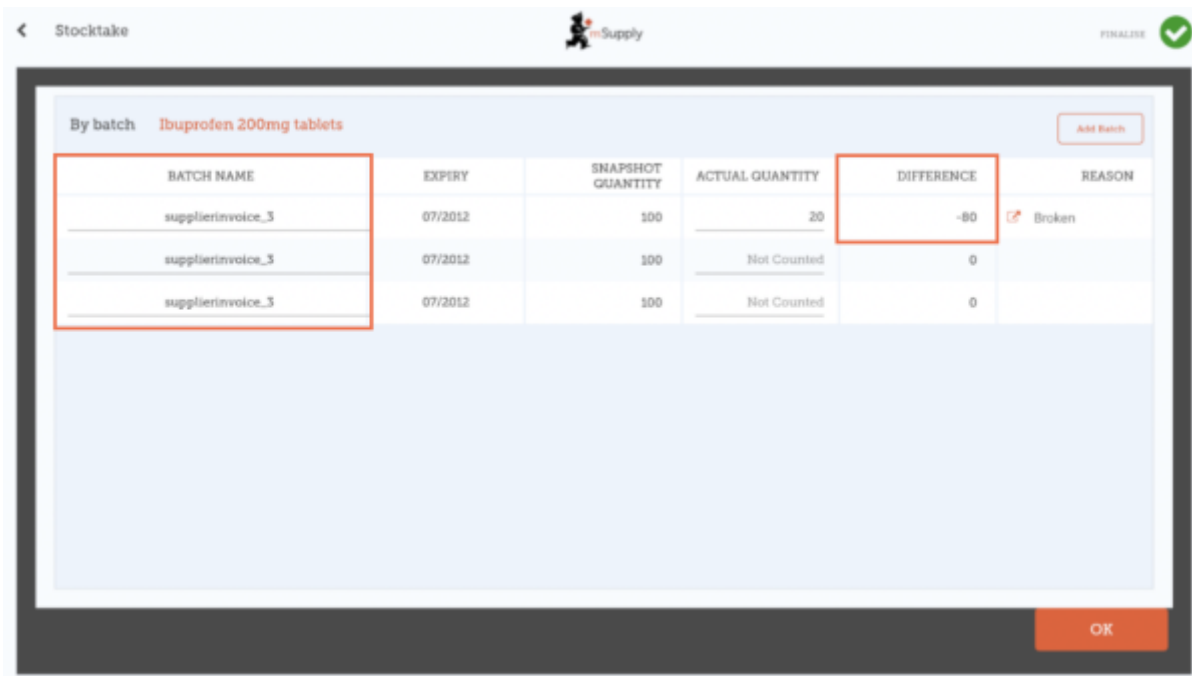 Stocktake
mSupply
FINALISE
By batch Ibuprofen 200mg tablets
Add Batch
BATCH NAME EXPIRY SNAPSHOT QUANTITY ACTUAL QUANTITY DIFFERENCE REASON
supplierinvoice_3 07/2012 100 20 -80 Broken
supplierinvoice_3 07/2012 100 Not Counted 0
supplierinvoice_3 07/2012 100 Not Counted 0
OK